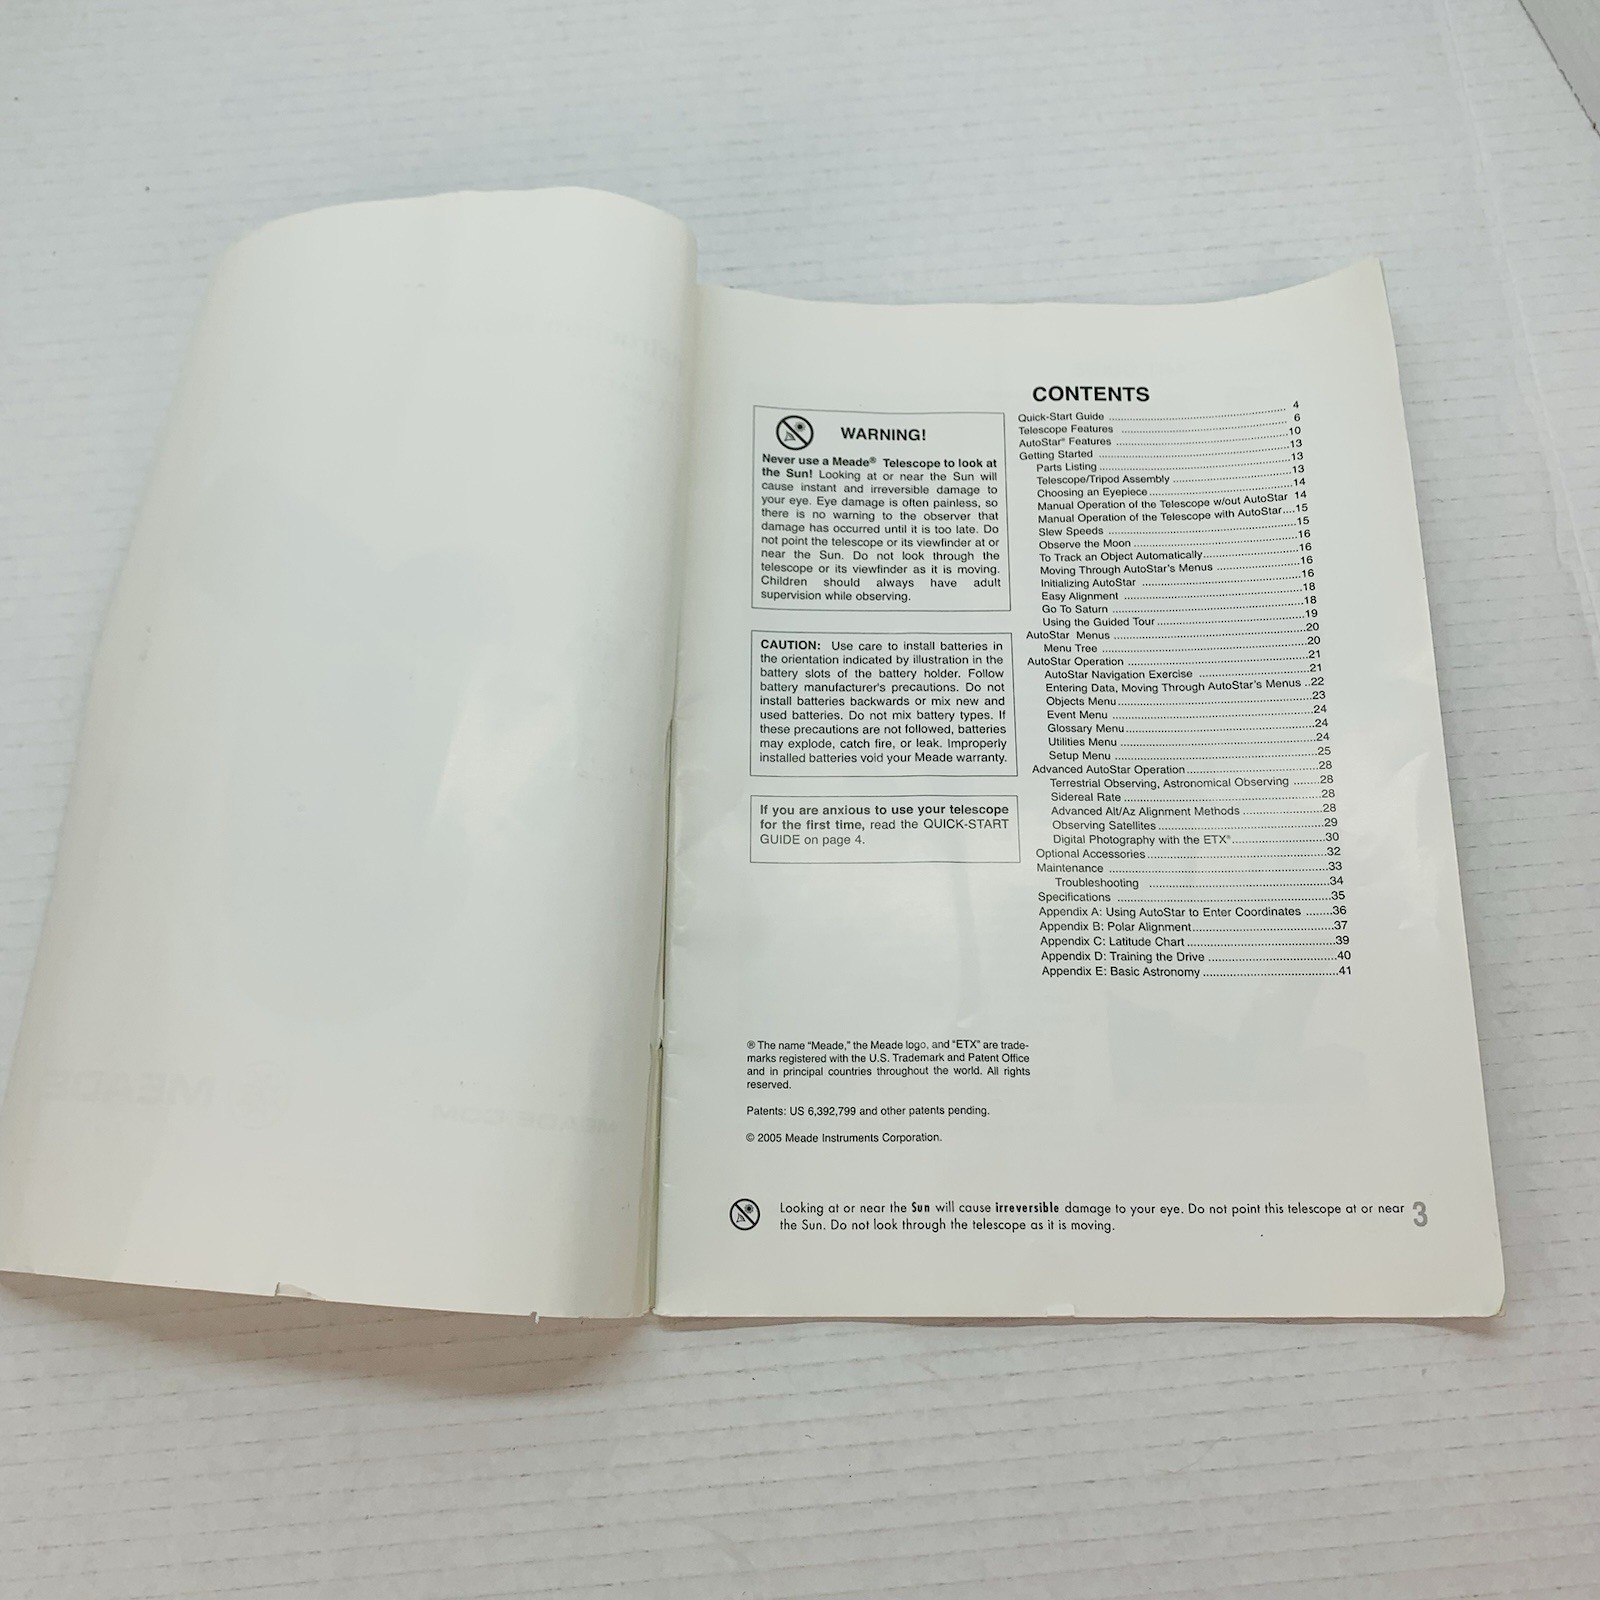 WARNING!
Never use a Meade® Telescope to look at
the Sun! Looking at or near the Sun will
cause instant and irreversible damage to
your eye. Eye damage is often painless, so
there is no warning to the observer that
damage has occurred until it is too late. Do
not point the telescope or its viewfinder at or
near the Sun. Do not look through the
telescope or its viewfinder as it is moving.
Children should always have adult
supervision while observing.
CAUTION: Use care to install batteries in
the orientation indicated by illustration in the
battery slots of the battery holder. Follow
battery manufacturer's precautions. Do not
install batteries backwards or mix new and
used batteries. Do not mix battery types. If
these precautions are not followed, batteries
may explode, catch fire, or leak. Improperly
installed batteries void your Meade warranty.
If you are anxious to use your telescope
for the first time, read the QUICK-START
GUIDE on page 4.
CONTENTS
Quick-Start Guide ........ 4
Telescope Features ........ 6
AutoStar® Features ........ 10
Getting Started ........ 13
Parts Listing ........ 13
Telescope/Tripod Assembly ........ 13
Choosing an Eyepiece ........ 14
Manual Operation of the Telescope w/out AutoStar 14
Manual Operation of the Telescope with AutoStar....15
Slew Speeds ........ 15
Observe the Moon ........ 16
To Track an Object Automatically ........ 16
Moving Through AutoStar's Menus ........ 16
Initializing AutoStar ........ 16
Easy Alignment ........ 18
Go To Saturn ........ 18
Using the Guided Tour ........ 19
AutoStar Menus ........ 20
Menu Tree ........ 20
AutoStar Operation ........ 21
AutoStar Navigation Exercise ........ 21
Entering Data, Moving Through AutoStar's Menus ..22
Objects Menu ........ 23
Event Menu ........ 24
Glossary Menu ........ 24
Utilities Menu ........ 24
Setup Menu ........ 25
Advanced AutoStar Operation ........ 28
Terrestrial Observing, Astronomical Observing ........28
Sidereal Rate ........ 28
Advanced Alt/Az Alignment Methods ........ 28
Observing Satellites ........ 29
Digital Photography with the ETX® ........ 30
Optional Accessories ........ 32
Maintenance ........ 33
Troubleshooting ........ 34
Specifications ........ 35
Appendix A: Using AutoStar to Enter Coordinates ........36
Appendix B: Polar Alignment ........ 37
Appendix C: Latitude Chart ........ 39
Appendix D: Training the Drive ........ 40
Appendix E: Basic Astronomy ........ 41
® The name “Meade,” the Meade logo, and “ETX” are trade-
marks registered with the U.S. Trademark and Patent Office
and in principal countries throughout the world. All rights
reserved.
Patents: US 6,392,799 and other patents pending.
© 2005 Meade Instruments Corporation.
Looking at or near the Sun will cause irreversible damage to your eye. Do not point this telescope at or near
the Sun. Do not look through the telescope as it is moving.
3